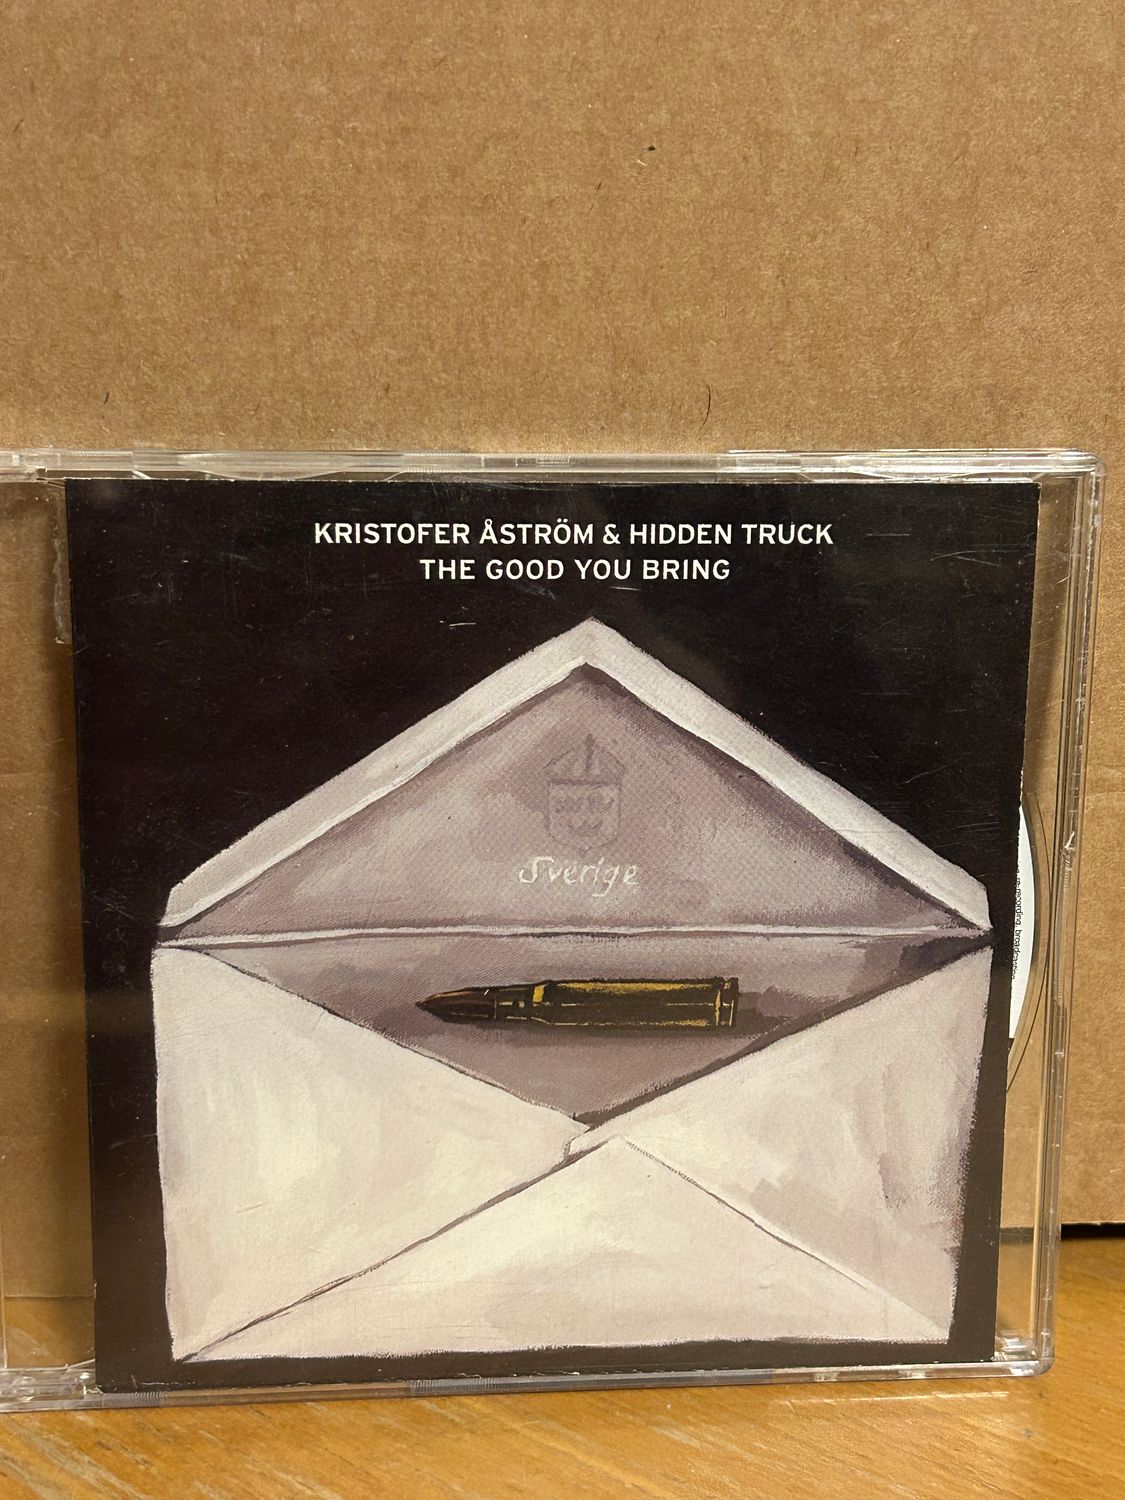 KRISTOFER ÅSTRÖM & HIDDEN TRUCK
THE GOOD YOU BRING
Sverige